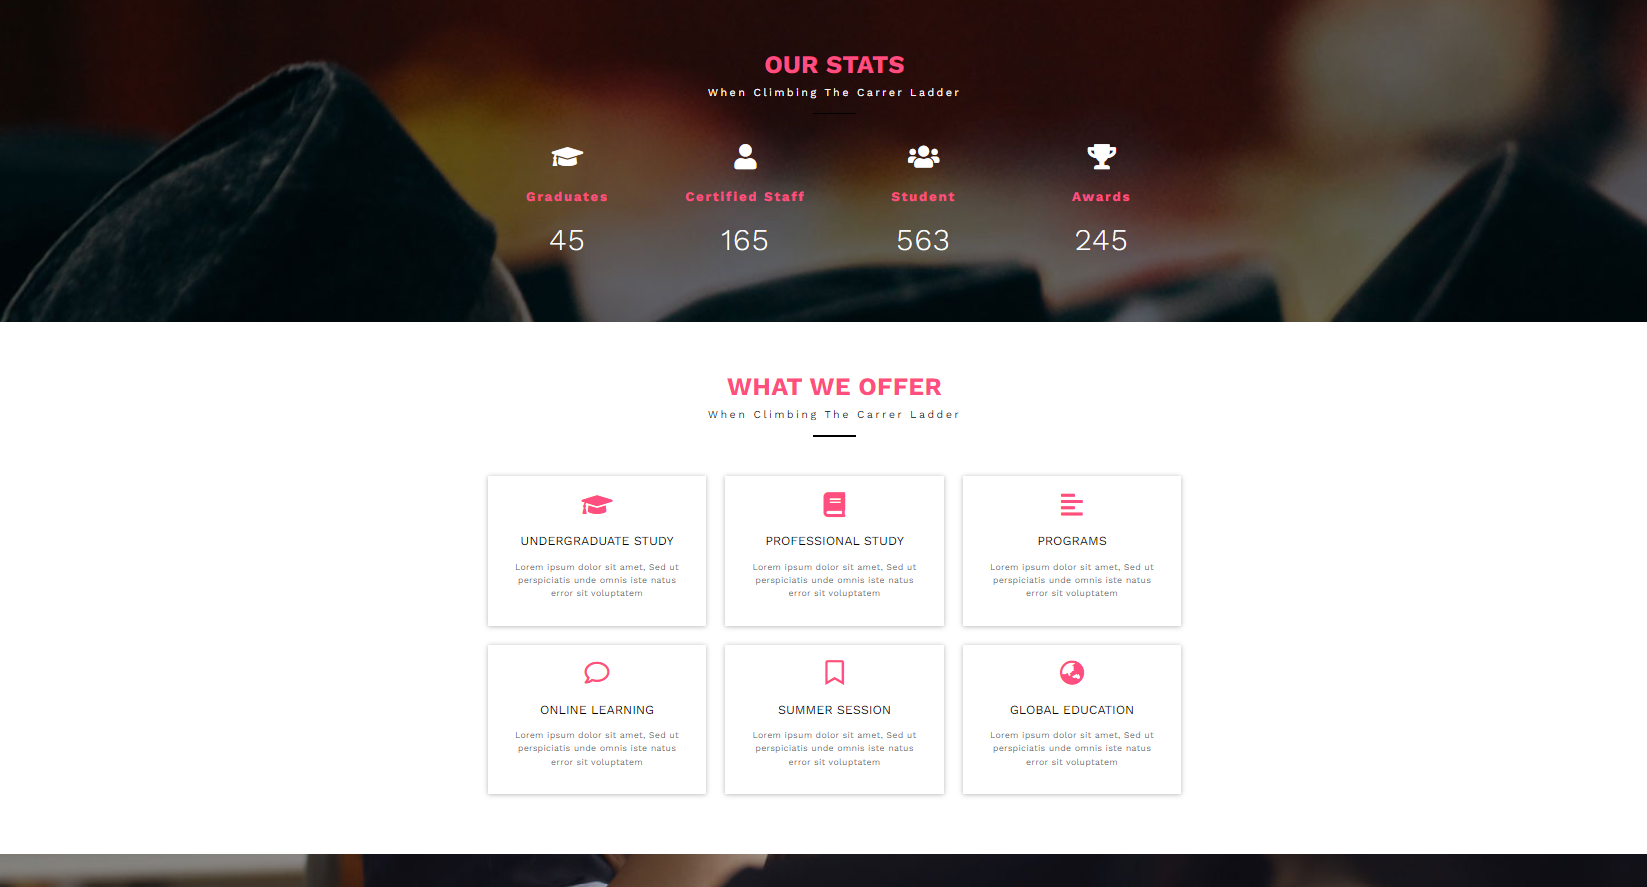 OUR STATS
When Climbing The Carrer Ladder
Graduates
Certified Staff
Student
Awards
45
165
563
245
WHAT WE OFFER
When Climbing The Carrer Ladder
UNDERGRADUATE STUDY
Lorem ipsum dolor sit amet, Sed ut
perspiciatis unde omnis iste natus
error sit voluptatem
PROFESSIONAL STUDY
Lorem ipsum dolor sit amet, Sed ut
perspiciatis unde omnis iste natus
error sit voluptatem
PROGRAMS
Lorem ipsum dolor sit amet, Sed ut
perspiciatis unde omnis iste natus
error sit voluptatem
ONLINE LEARNING
Lorem ipsum dolor sit amet, Sed ut
perspiciatis unde omnis iste natus
error sit voluptatem
SUMMER SESSION
Lorem ipsum dolor sit amet, Sed ut
perspiciatis unde omnis iste natus
error sit voluptatem
GLOBAL EDUCATION
Lorem ipsum dolor sit amet, Sed ut
perspiciatis unde omnis iste natus
error sit voluptatem